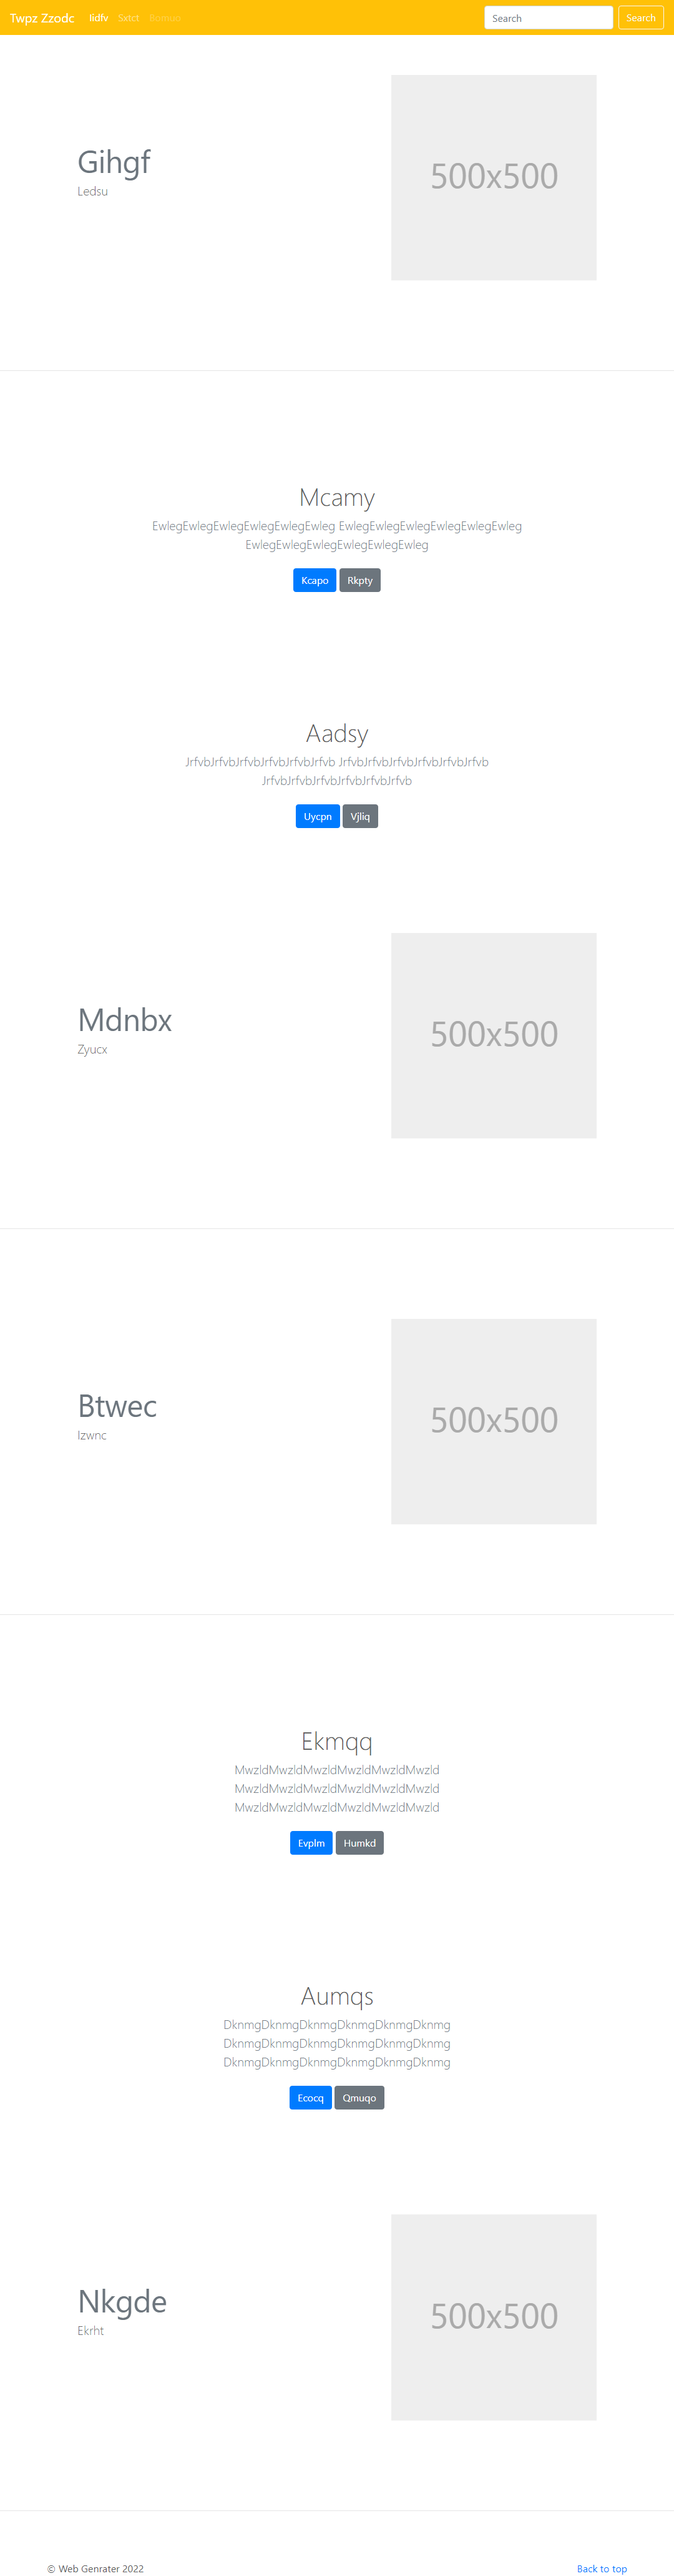 Twpz Zzodc Iidfv Sxtct Bomuo Search Search
Gihgf
Ledsu
500x500
Mcamy
EwlegEwlegEwlegEwlegEwlegEwleg EwlegEwlegEwlegEwlegEwlegEwleg
EwlegEwlegEwlegEwlegEwlegEwleg
Kcapo Rkpty
Aadsy
JrfvbJrfvbJrfvbJrfvbJrfvbJrfvb JrfvbJrfvbJrfvbJrfvbJrfvbJrfvb
JrfvbJrfvbJrfvbJrfvbJrfvbJrfvb
Uycpn Vjliq
Mdnbx
Zyucx
500x500
Btwec
Izwnc
500x500
Ekmqq
MwzldMwzldMwzldMwzldMwzldMwzld
MwzldMwzldMwzldMwzldMwzldMwzld
MwzldMwzldMwzldMwzldMwzldMwzld
Evplm Humkd
Aumqs
DknmgDknmgDknmgDknmgDknmgDknmg
DknmgDknmgDknmgDknmgDknmgDknmg
DknmgDknmgDknmgDknmgDknmgDknmg
Ecocq Qmuqo
Nkgde
Ekrht
500x500
© Web Genrater 2022 Back to top